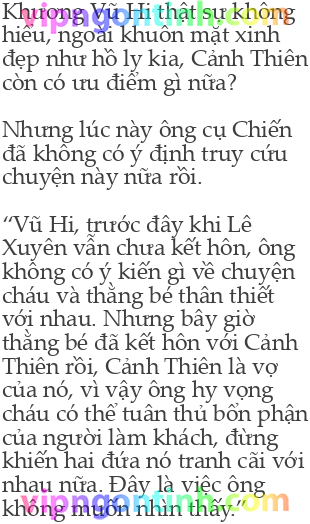 Khương Vũ Hi thật sự không
hiểu, ngoài khuôn mặt xinh
đẹp như hồ ly kia, Cảnh Thiên
còn có ưu điểm gì nữa?
Nhưng lúc này ông cụ Chiến
đã không có ý định truy cứu
chuyện này nữa rồi.
“Vũ Hi, trước đây khi Lê
Xuyên vẫn chưa kết hôn, ông
không có ý kiến gì về chuyện
cháu và thằng bé thân thiết
với nhau. Nhưng bây giờ
thằng bé đã kết hôn với Cảnh
Thiên rồi, Cảnh Thiên là vợ
của nó, vì vậy ông hy vọng
cháu có thể tuân thủ bổn phận
của người làm khách, đừng
khiến hai đứa nó tranh cãi với
nhau nữa. Đây là việc ông
không muốn nhìn thấy.”
vipngontinh.com
vipngontinh.com